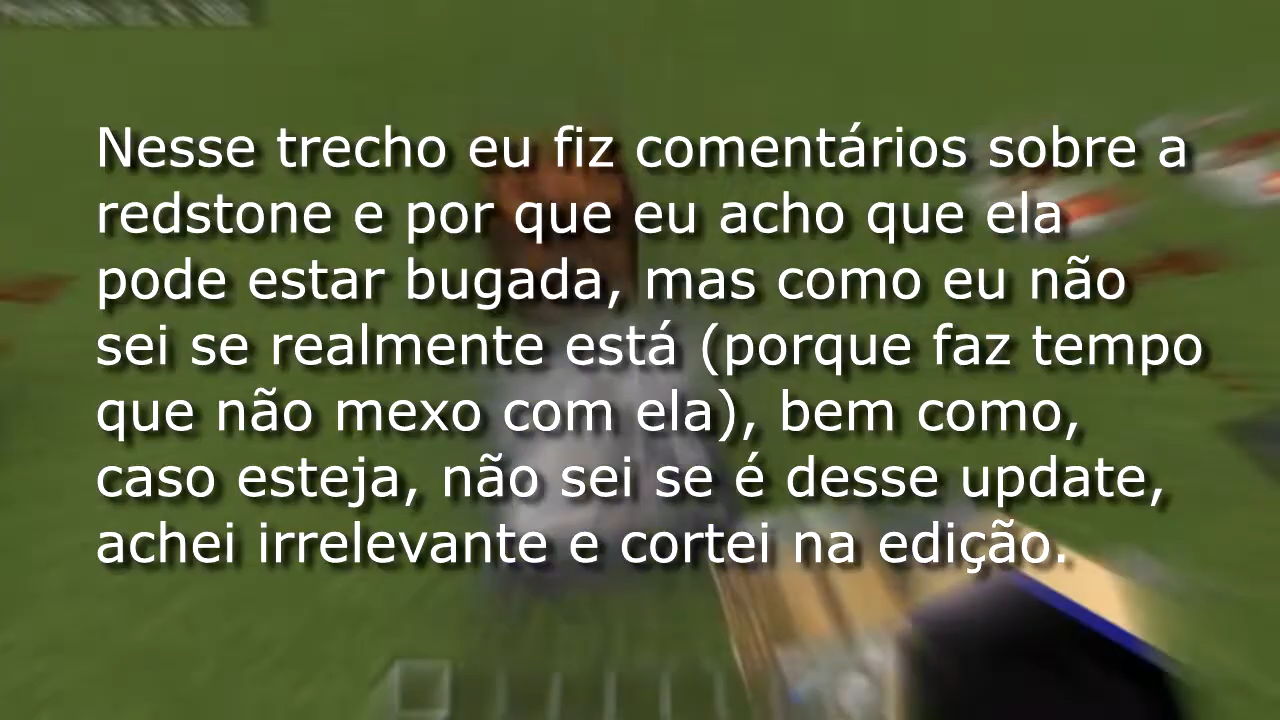 Nesse trecho eu fiz comentários sobre a
redstone e por que eu acho que ela
pode estar bugada, mas como eu não
sei se realmente está (porque faz tempo
que não mexo com ela), bem como,
caso esteja, não sei se é desse update,
achei irrelevante e cortei na edição.